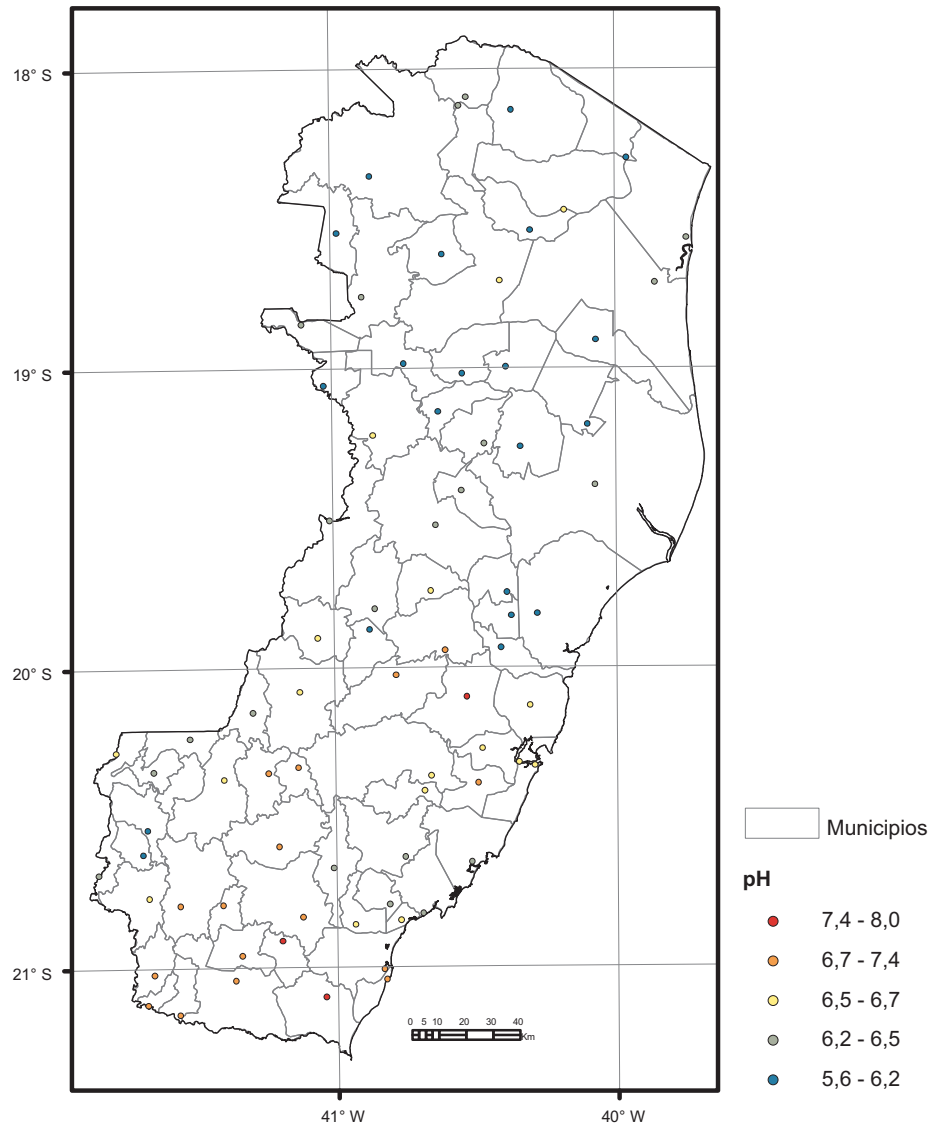 18° S
19° S
20° S
21° S
41° W
40° W
0 5 10 20 30 40
Km
Municipios
pH
7,4 - 8,0
6,7 - 7,4
6,5 - 6,7
6,2 - 6,5
5,6 - 6,2